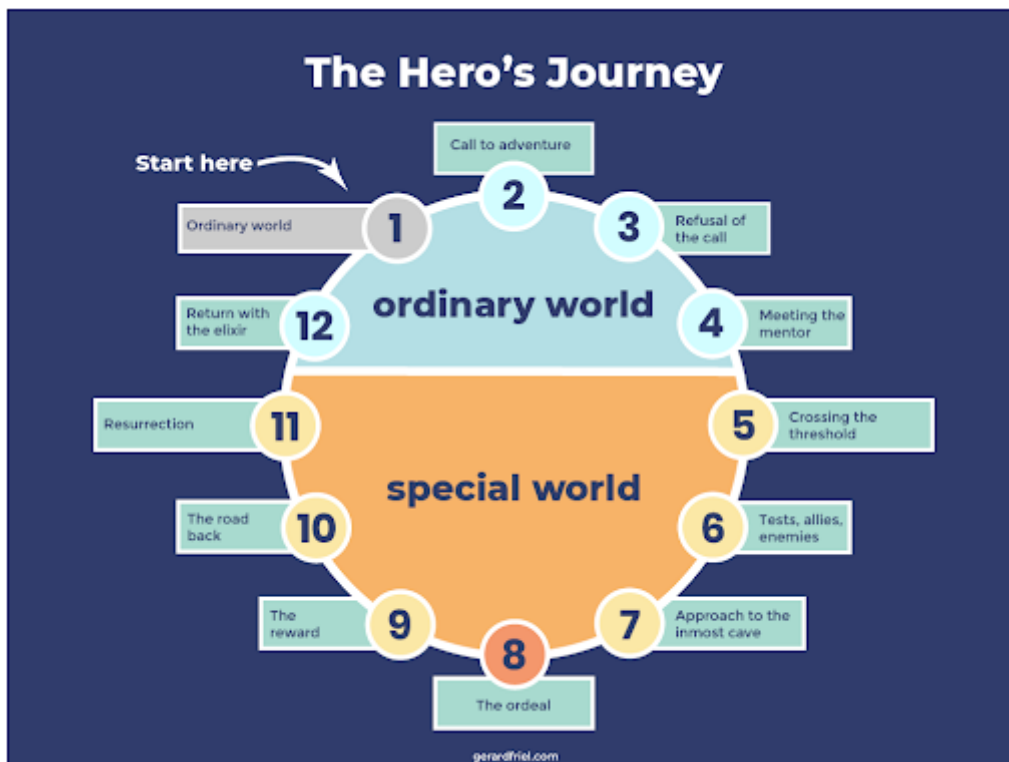 The Hero's Journey
Start here
1
Ordinary world
2
Call to adventure
3
Refusal of
the call
4
Meeting the
mentor
5
Crossing the
threshold
6
Tests, allies,
enemies
7
Approach to the
inmost cave
8
The ordeal
9
The
reward
10
The road
back
11
Resurrection
12
Return with
the elixir
ordinary world
special world
gerardfriel.com